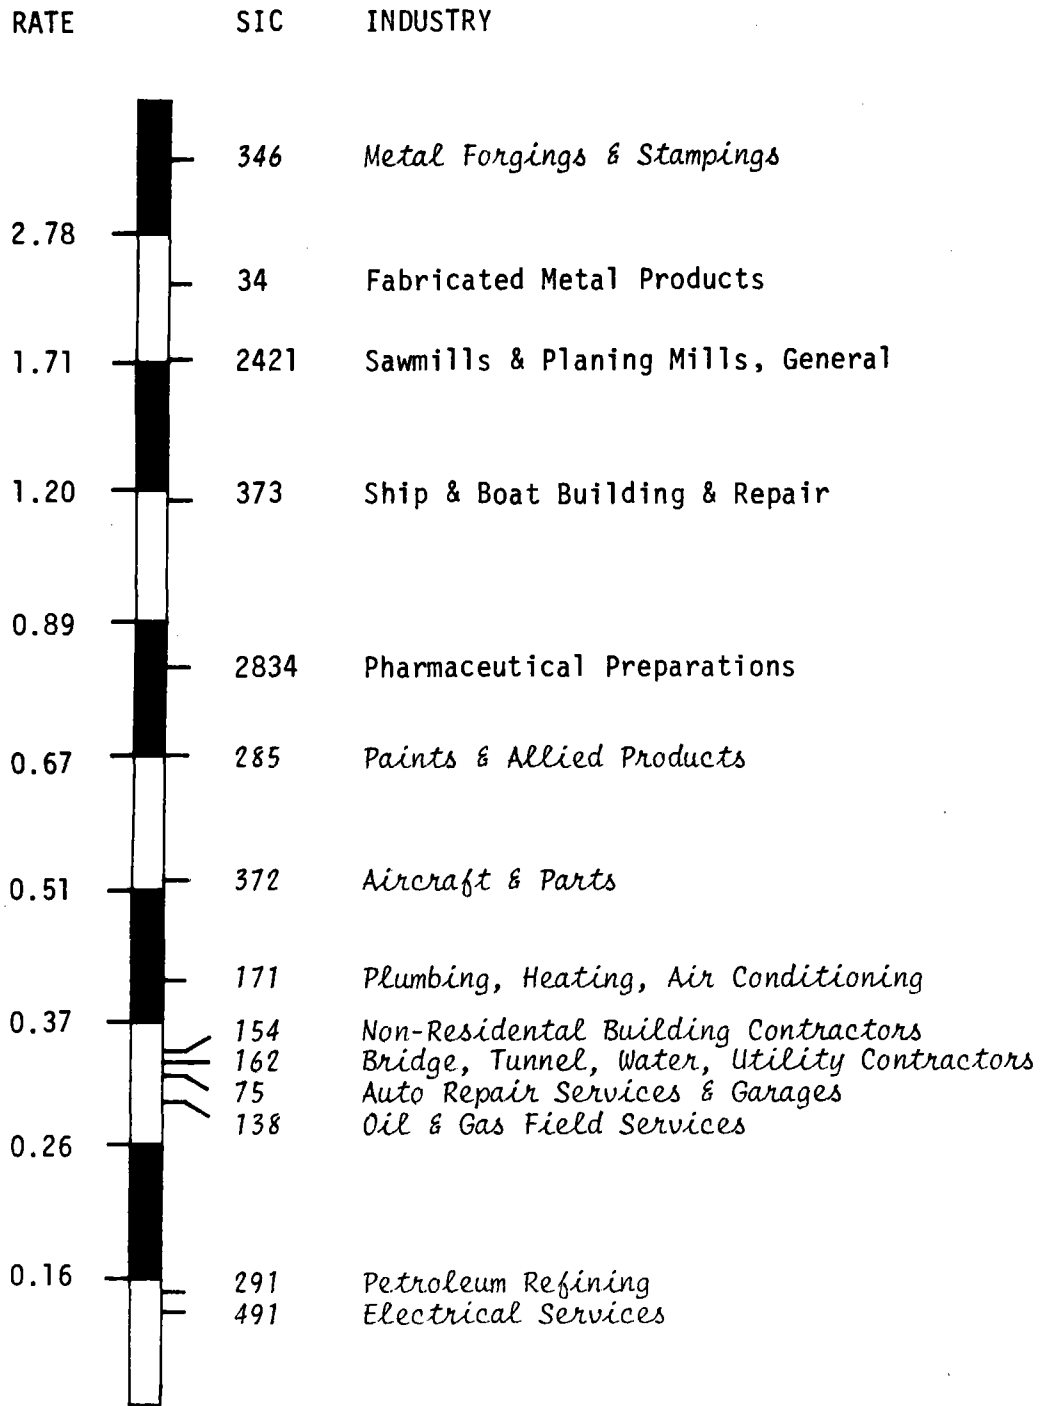 RATE SIC INDUSTRY
346 Metal Forgings & Stampings
2.78
34 Fabricated Metal Products
1.71 2421 Sawmills & Planing Mills, General
1.20 373 Ship & Boat Building & Repair
0.89
2834 Pharmaceutical Preparations
0.67 285 Paints & Allied Products
0.51 372 Aircraft & Parts
171 Plumbing, Heating, Air Conditioning
0.37
154 Non-Residental Building Contractors
162 Bridge, Tunnel, Water, Utility Contractors
75 Auto Repair Services & Garages
138 Oil & Gas Field Services
0.26
0.16 291 Petroleum Refining
491 Electrical Services